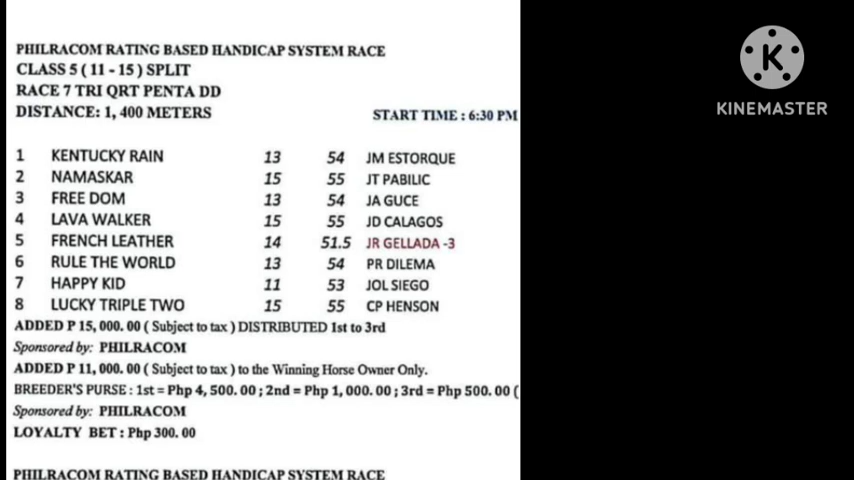 PHILRACOM RATING BASED HANDICAP SYSTEM RACE
CLASS 5 ( 11 - 15 ) SPLIT
RACE 7 TRI QRT PENTA DD
DISTANCE: 1, 400 METERS START TIME : 6:30 PM
1 KENTUCKY RAIN 13 54 JM ESTORQUE
2 NAMASKAR 15 55 JT PABILIC
3 FREE DOM 13 54 JA GUCE
4 LAVA WALKER 15 55 JD CALAGOS
5 FRENCH LEATHER 14 51.5 JR GELLADA -3
6 RULE THE WORLD 13 54 PR DILEMA
7 HAPPY KID 11 53 JOL SIEGO
8 LUCKY TRIPLE TWO 15 55 CP HENSON
ADDED P 15, 000. 00 ( Subject to tax ) DISTRIBUTED 1st to 3rd
Sponsored by: PHILRACOM
ADDED P 11, 000. 00 ( Subject to tax ) to the Winning Horse Owner Only.
BREEDER'S PURSE : 1st = Php 4, 500. 00 ; 2nd = Php 1, 000. 00 ; 3rd = Php 500. 00 (
Sponsored by: PHILRACOM
LOYALTY BET : Php 300. 00
PHILRACOM RATING BASED HANDICAP SYSTEM RACE
K
KINEMASTER